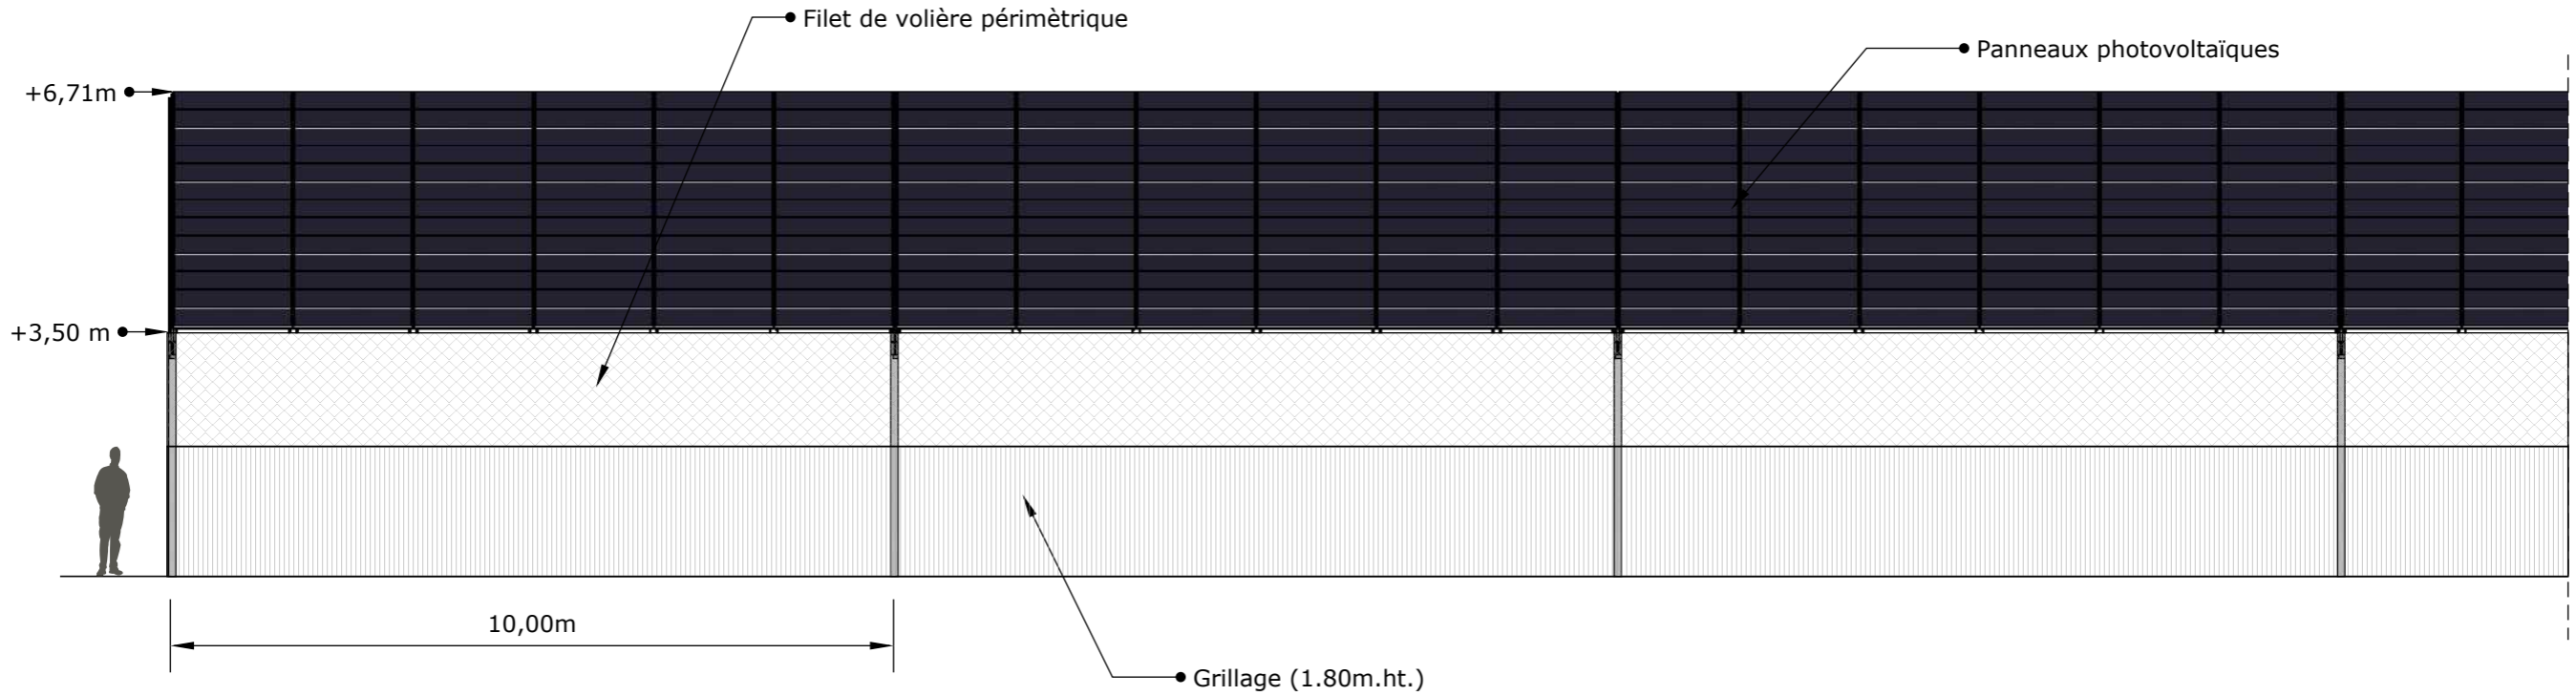 Filet de volière périmètrique
Panneaux photovoltaïques
+6,71m
+3,50 m
10,00m
Grillage (1.80m.ht.)